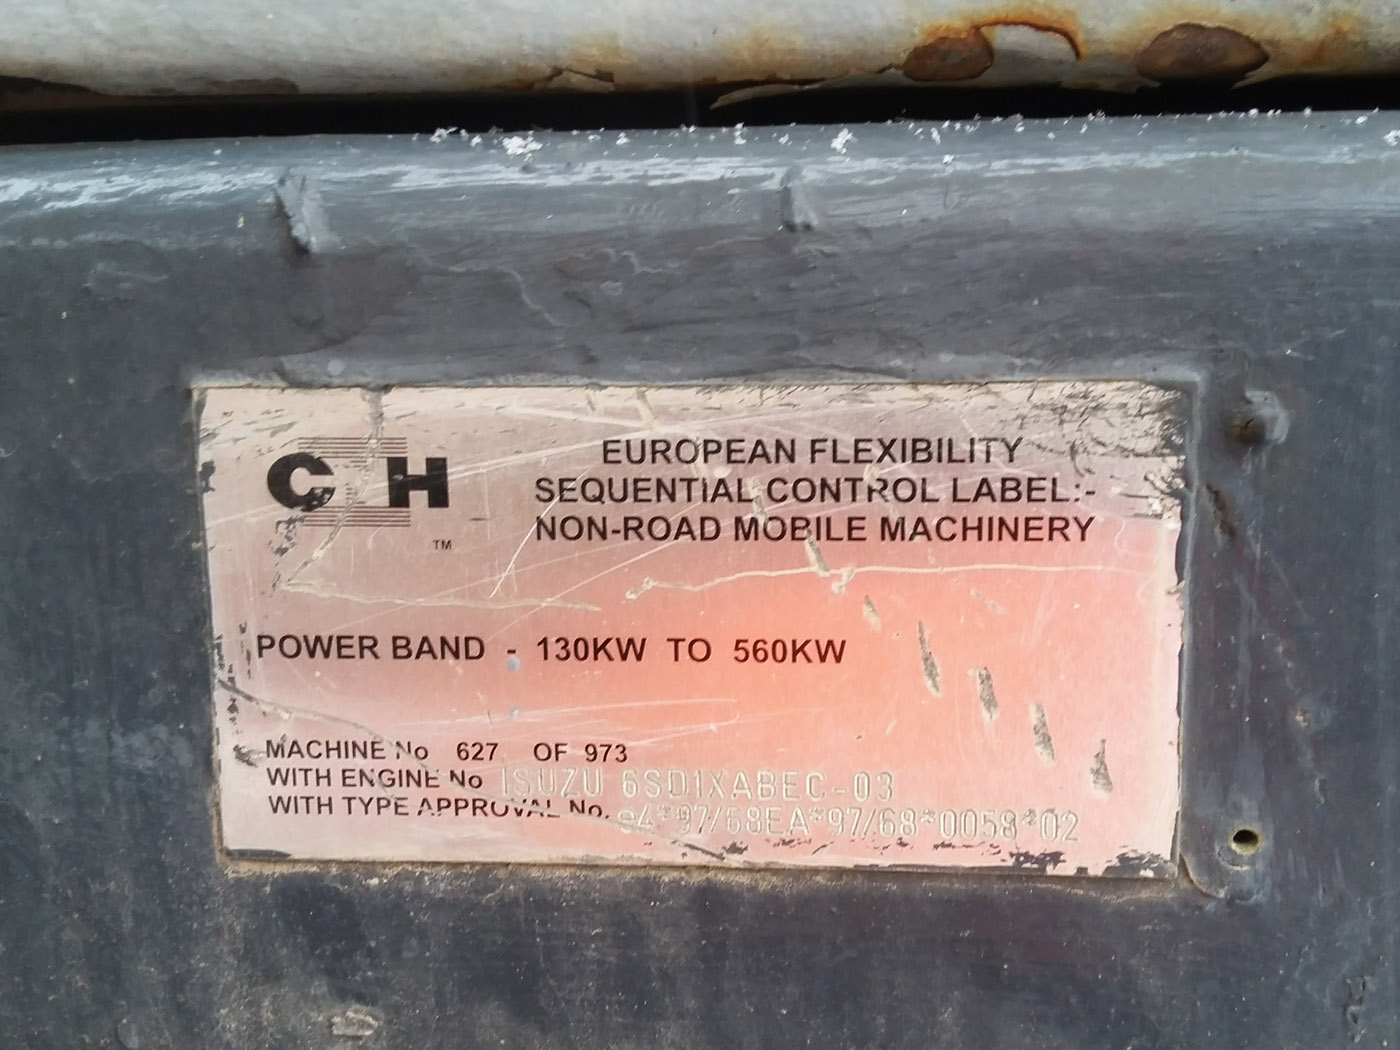 C H
TM
EUROPEAN FLEXIBILITY
SEQUENTIAL CONTROL LABEL:-
NON-ROAD MOBILE MACHINERY
POWER BAND - 130KW TO 560KW
MACHINE No 627 OF 973
WITH ENGINE No ISUZU 6SD1XABEC-03
WITH TYPE APPROVAL No. e4*97/68EA*97/68*0058*02